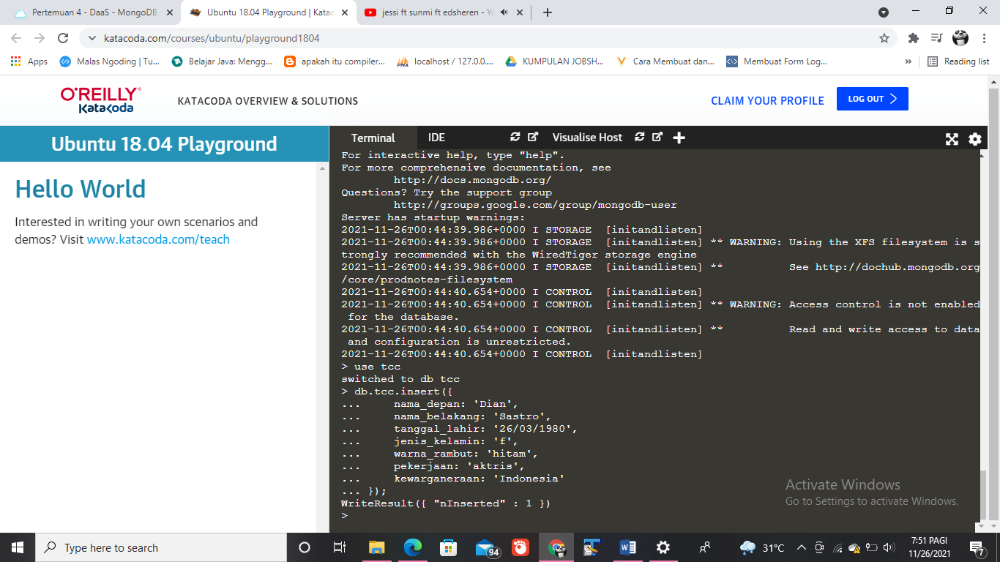 Pertemuan 4 - DaaS - MongoDB
Ubuntu 18.04 Playground | Katac
jessi ft sunmi ft edsheren - Yo
katacoda.com/courses/ubuntu/playground1804
Apps
Malas Ngoding | Tu...
Belajar Java: Mengg...
apakah itu compiler...
localhost / 127.0.0....
KUMPULAN JOBSH...
Cara Membuat dan...
Membuat Form Log...
»
Reading list
O'REILLY
Katacoda
KATACODA OVERVIEW & SOLUTIONS
CLAIM YOUR PROFILE
LOG OUT
Ubuntu 18.04 Playground
Hello World
Interested in writing your own scenarios and
demos? Visit www.katacoda.com/teach
Terminal
IDE
Visualise Host
For interactive help, type "help".
For more comprehensive documentation, see
http://docs.mongodb.org/
Questions? Try the support group
http://groups.google.com/group/mongodb-user
Server has startup warnings:
2021-11-26T00:44:39.986+0000 I STORAGE  [initandlisten]
2021-11-26T00:44:39.986+0000 I STORAGE  [initandlisten] ** WARNING: Using the XFS filesystem is s
trongly recommended with the WiredTiger storage engine
2021-11-26T00:44:39.986+0000 I STORAGE  [initandlisten] **          See http://dochub.mongodb.org
/core/prodnotes-filesystem
2021-11-26T00:44:40.654+0000 I CONTROL  [initandlisten]
2021-11-26T00:44:40.654+0000 I CONTROL  [initandlisten] ** WARNING: Access control is not enabled
for the database.
2021-11-26T00:44:40.654+0000 I CONTROL  [initandlisten] **          Read and write access to data
and configuration is unrestricted.
2021-11-26T00:44:40.654+0000 I CONTROL  [initandlisten]
> use tcc
switched to db tcc
> db.tcc.insert({
...     nama_depan: 'Dian',
...     nama_belakang: 'Sastro',
...     tanggal_lahir: '26/03/1980',
...     jenis_kelamin: 'f',
...     warna_rambut: 'hitam',
...     pekerjaan: 'aktris',
...     kewarganeraan: 'Indonesia'
... });
WriteResult({ "nInserted" : 1 })
>
Activate Windows
Go to Settings to activate Windows.
Type here to search
94
31°C
7:51 PAGI
11/26/2021
7